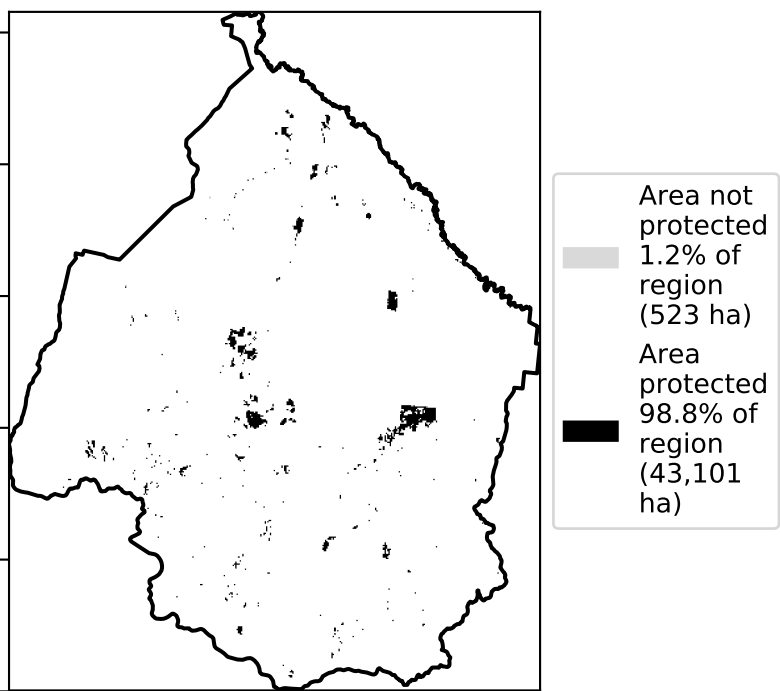 Area not
protected
1.2% of
region
(523 ha)
Area
protected
98.8% of
region
(43,101
ha)